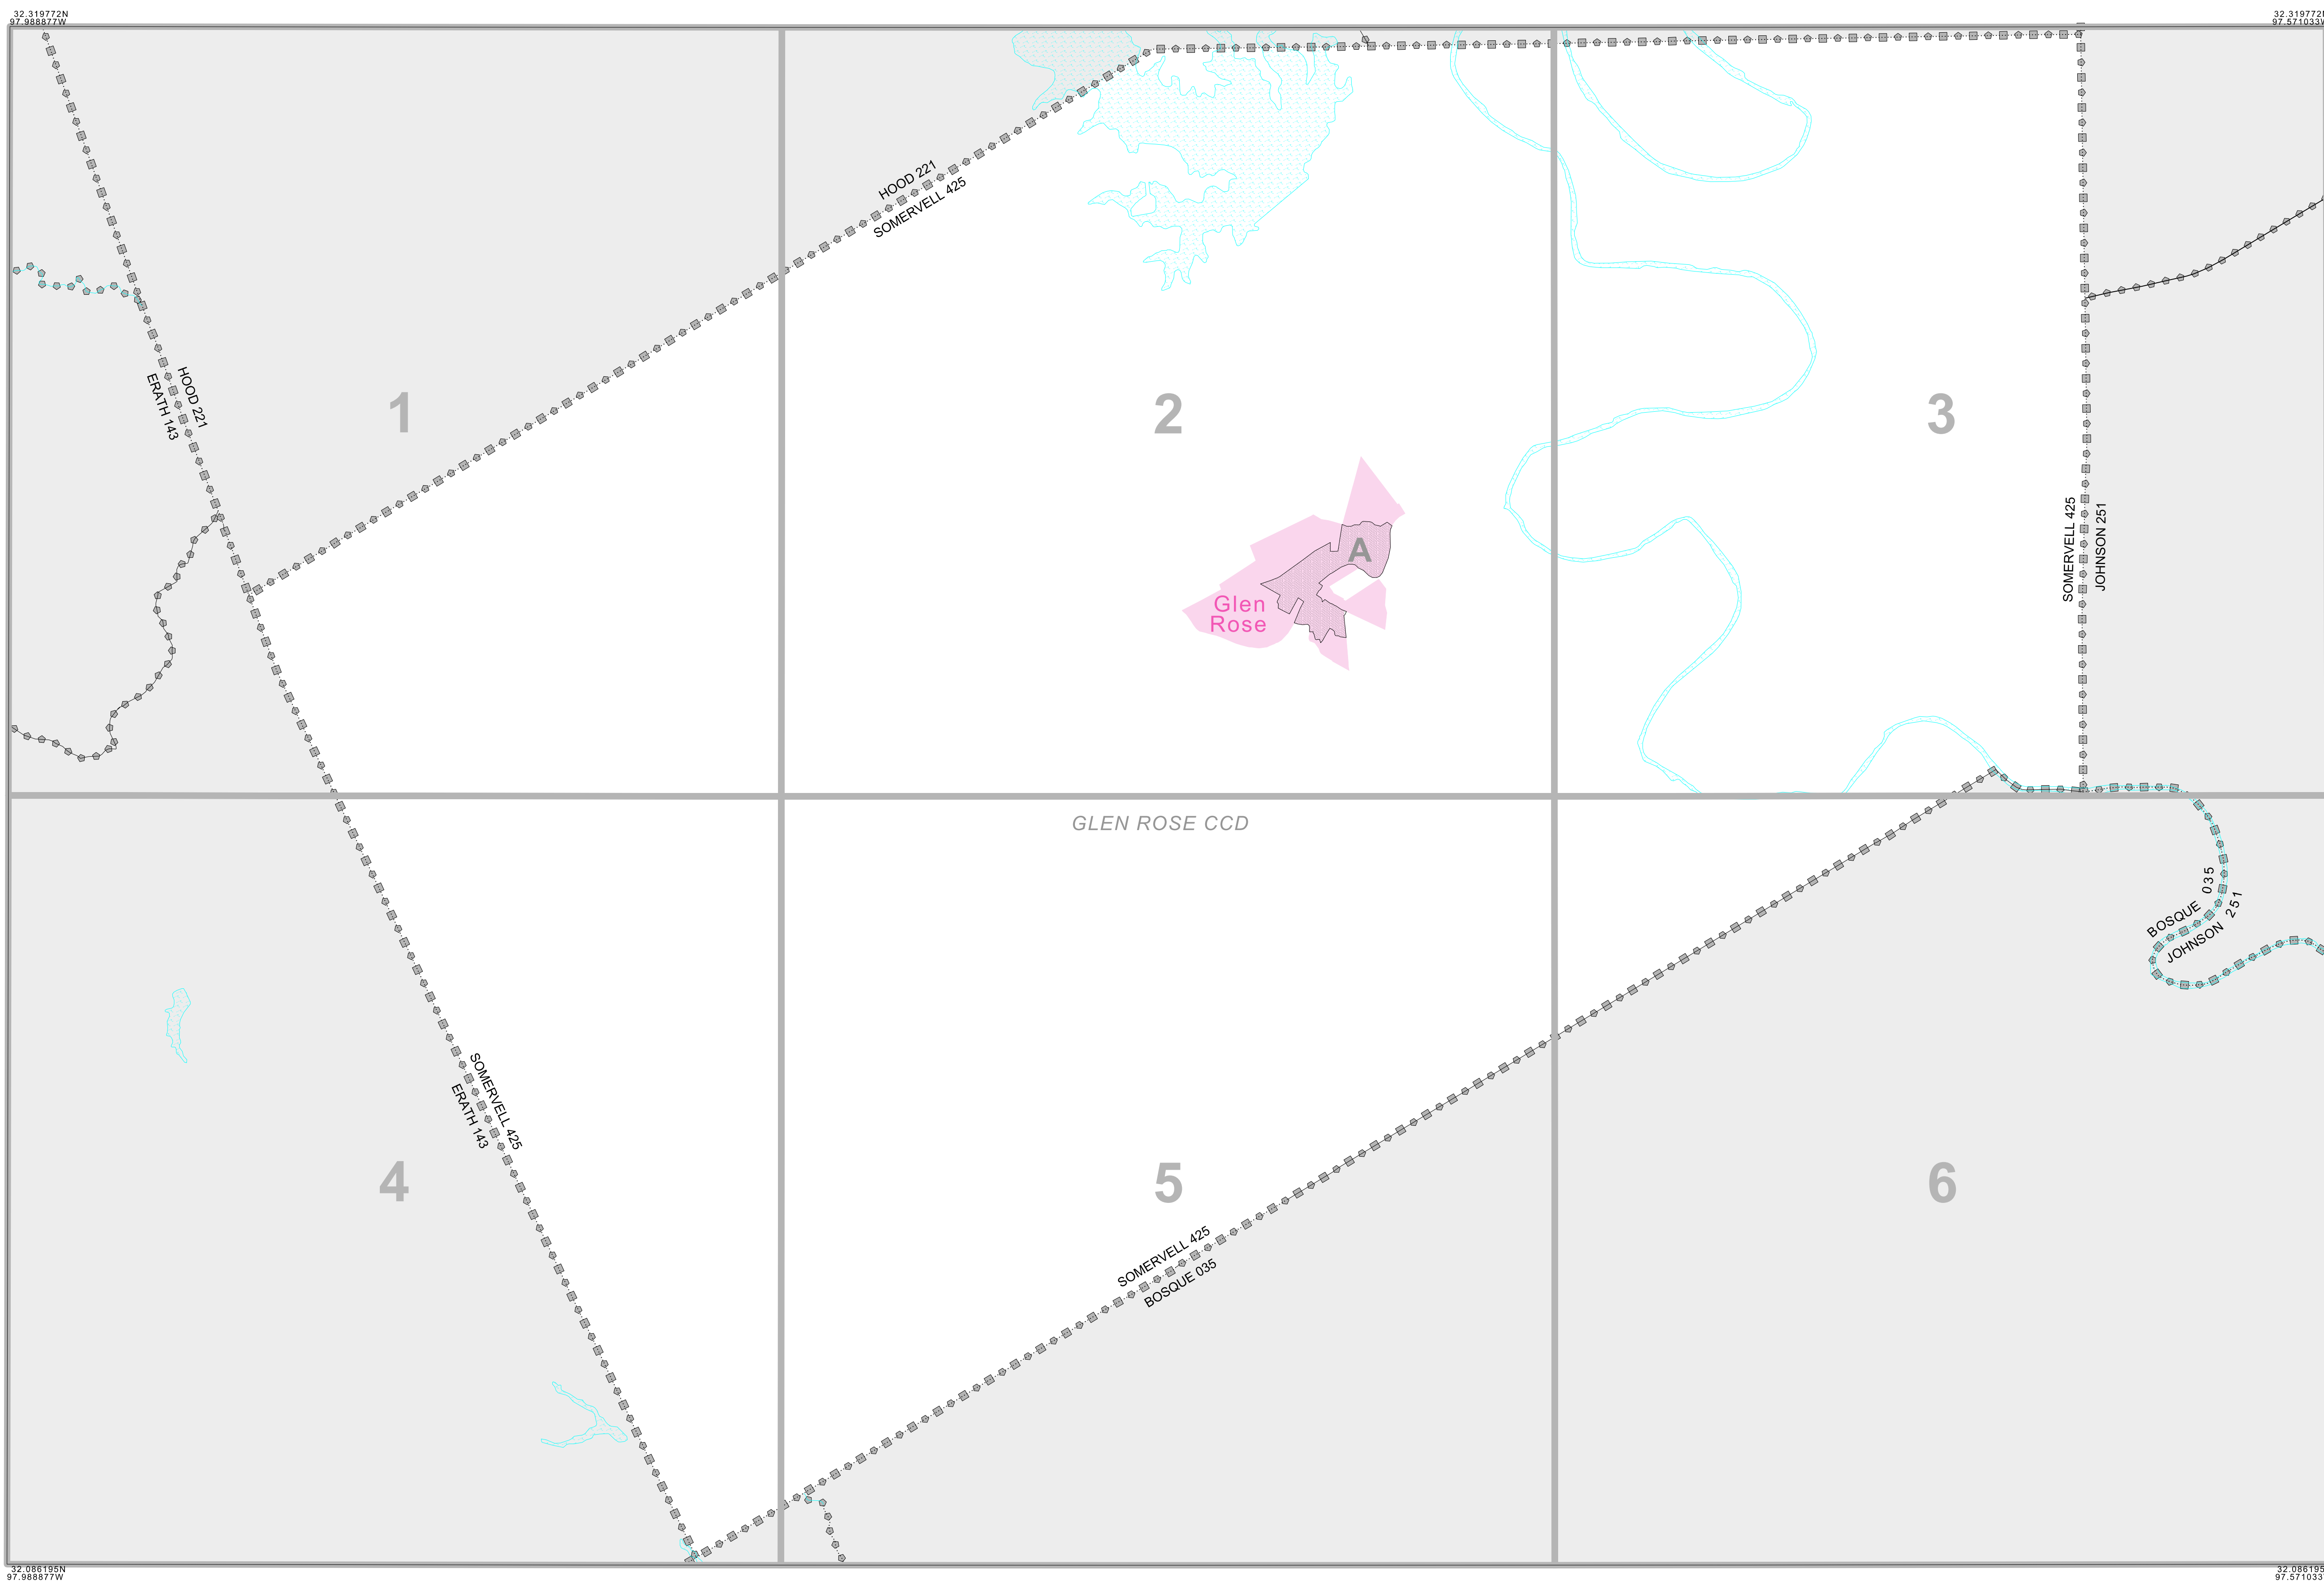 32.319772N
97.988877W
32.319772N
97.571033W
HOOD 221
SOMERVELL 425
HOOD 221
ERATH 143
1
2
3
SOMERVELL 425
JOHNSON 251
A
Glen
Rose
GLEN ROSE CCD
BOSQUE 035
JOHNSON 251
SOMERVELL 425
ERATH 143
4
5
6
SOMERVELL 425
BOSQUE 035
32.086195N
97.988877W
32.086195
97.571033